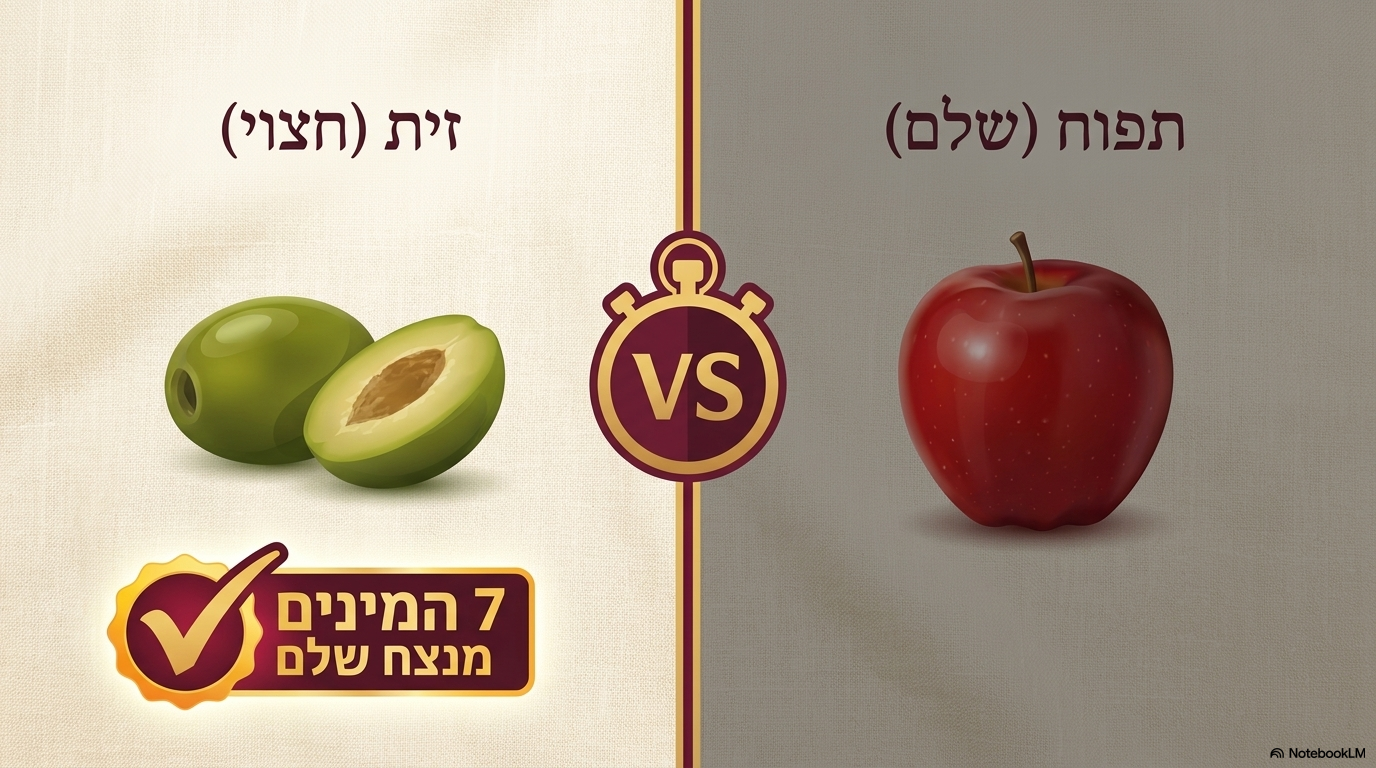 תפוח (שלם)
זית (חצוי)
VS
7 המינים
מנצח שלם
NotebookLM